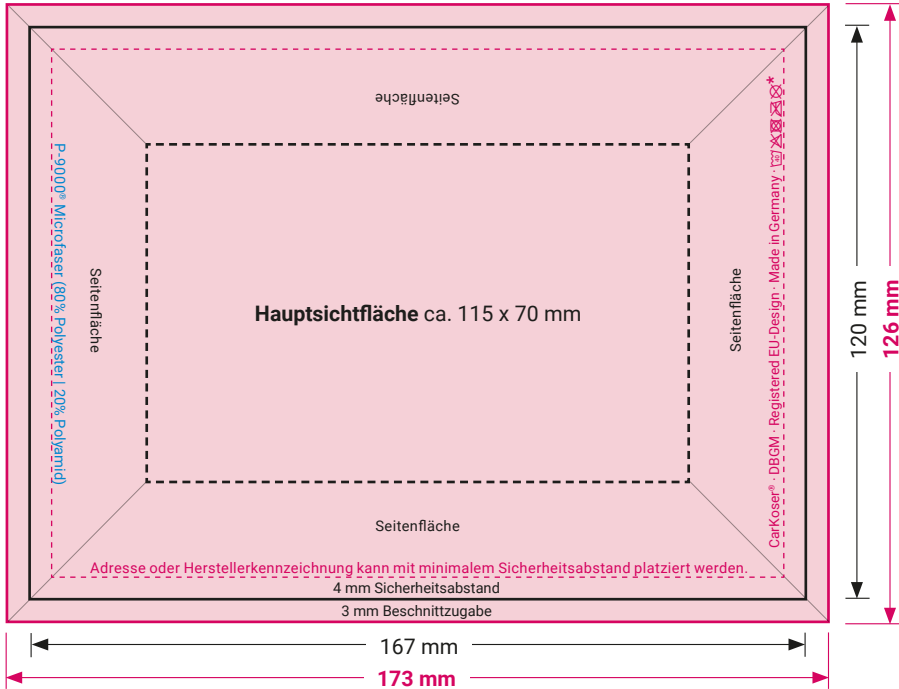 Seitenfläche
P-9000® Microfaser (80% Polyester | 20% Polyamid)
Seitenfläche
Hauptsichtfläche ca. 115 x 70 mm
Seitenfläche
CarKoser® · DBGM · Registered EU-Design · Made in Germany · 40 *
120 mm
126 mm
Seitenfläche
Adresse oder Herstellerkennzeichnung kann mit minimalem Sicherheitsabstand platziert werden.
4 mm Sicherheitsabstand
3 mm Beschnittzugabe
167 mm
173 mm